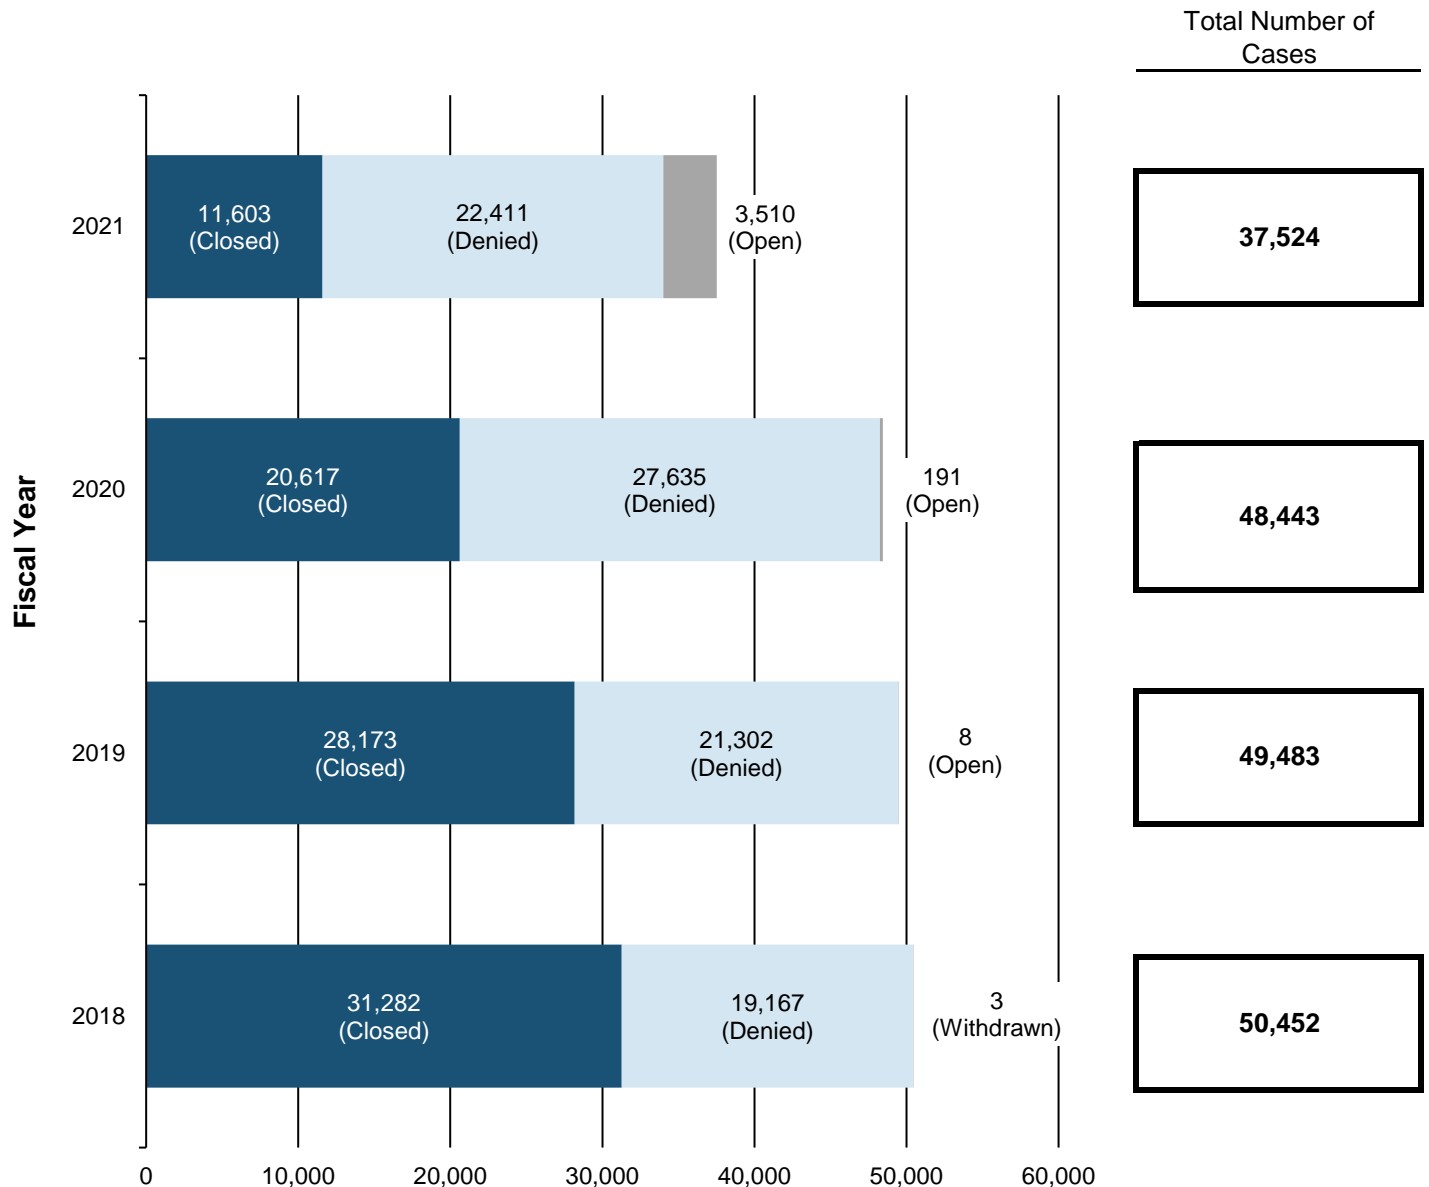 Total Number of
Cases
2021
11,603
(Closed)
22,411
(Denied)
3,510
(Open)
37,524
2020
20,617
(Closed)
27,635
(Denied)
191
(Open)
48,443
Fiscal Year
2019
28,173
(Closed)
21,302
(Denied)
8
(Open)
49,483
2018
31,282
(Closed)
19,167
(Denied)
3
(Withdrawn)
50,452
0 10,000 20,000 30,000 40,000 50,000 60,000